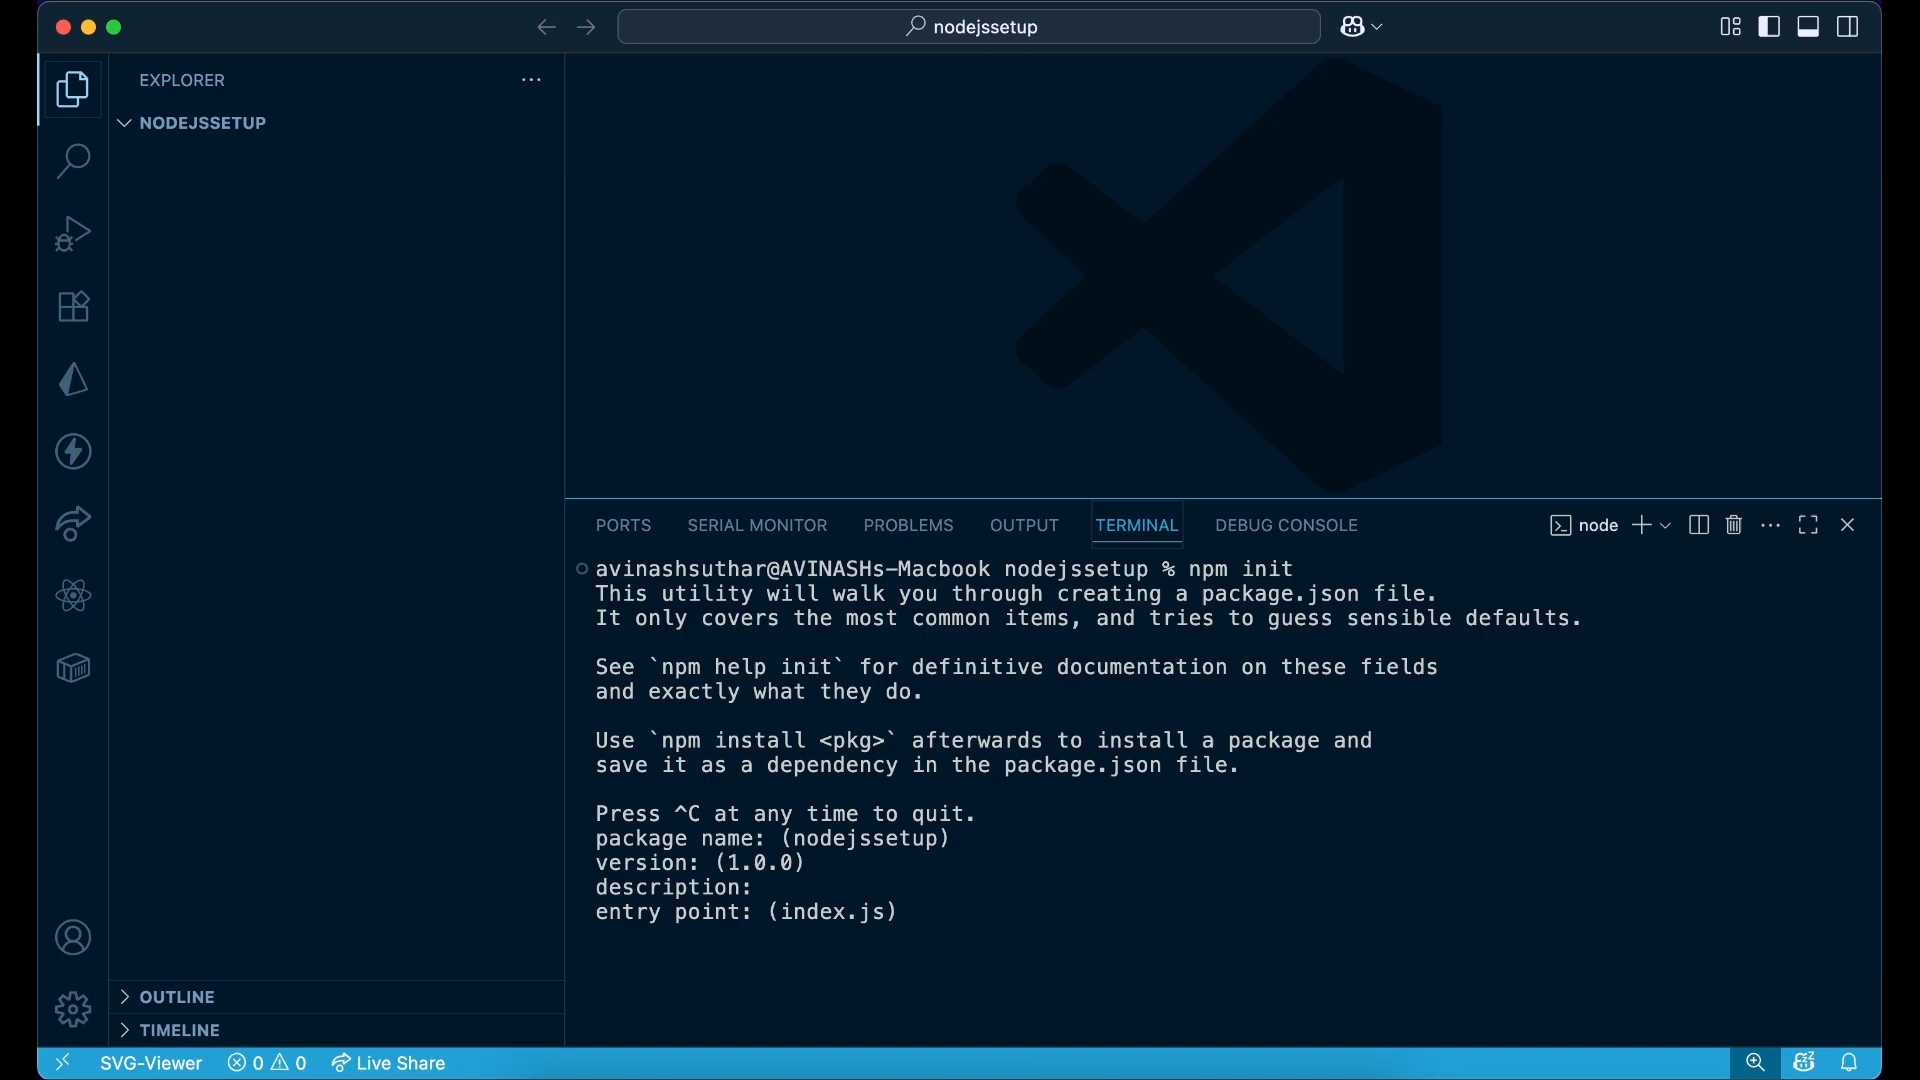 nodejssetup
EXPLORER
NODEJSSETUP
PORTS SERIAL MONITOR PROBLEMS OUTPUT TERMINAL DEBUG CONSOLE node
avinashsuthar@AVINASHs-Macbook nodejssetup % npm init
This utility will walk you through creating a package.json file.
It only covers the most common items, and tries to guess sensible defaults.
See `npm help init` for definitive documentation on these fields
and exactly what they do.
Use `npm install <pkg>` afterwards to install a package and
save it as a dependency in the package.json file.
Press ^C at any time to quit.
package name: (nodejssetup)
version: (1.0.0)
description:
entry point: (index.js)
OUTLINE
TIMELINE
SVG-Viewer 0 0 Live Share